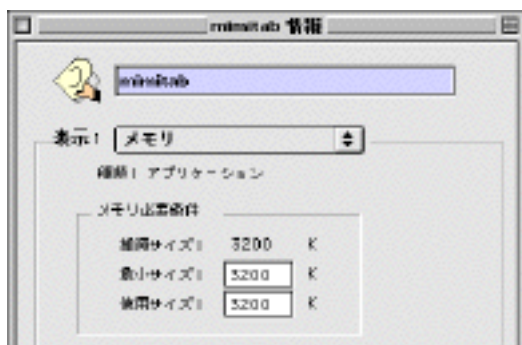 mimitab 情報
mimitab
表示： メモリ
種類： アプリケーション
メモリ必要条件
推奨サイズ： 3200 K
最小サイズ： 3200 K
使用サイズ： 3200 K